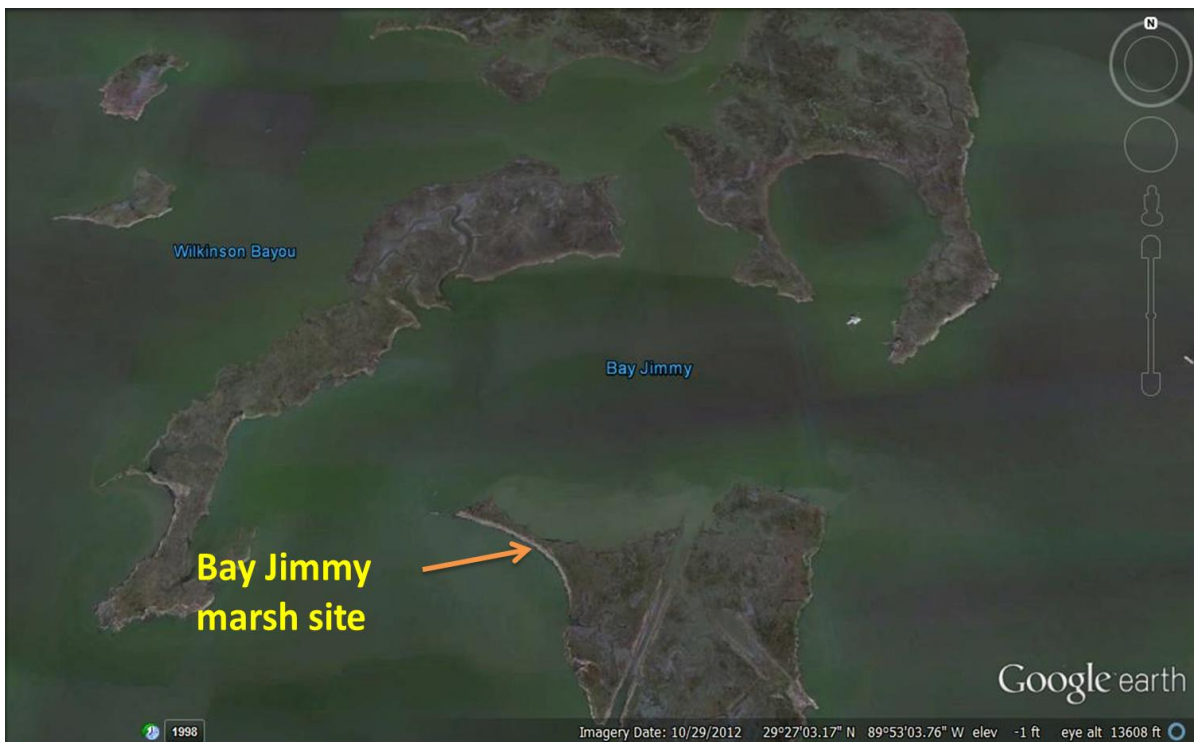 N
Wilkinson Bayou
Bay Jimmy
Bay Jimmy
marsh site
Google earth
1998
Imagery Date: 10/29/2012 29°27'03.17" N 89°53'03.76" W elev -1 ft eye alt 13608 ft